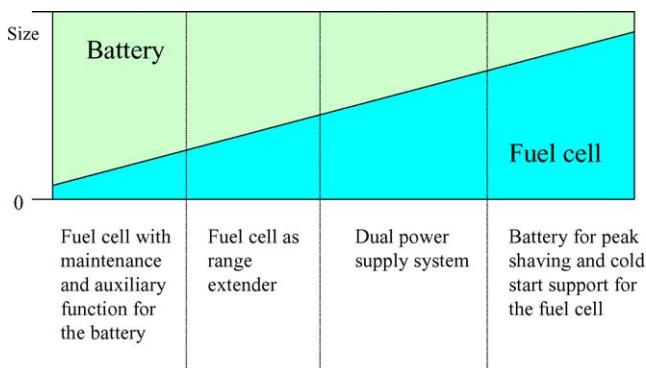 Size
Battery
Fuel cell
0
Fuel cell with
maintenance
and auxiliary
function for
the battery
Fuel cell as
range
extender
Dual power
supply system
Battery for peak
shaving and cold
start support for
the fuel cell